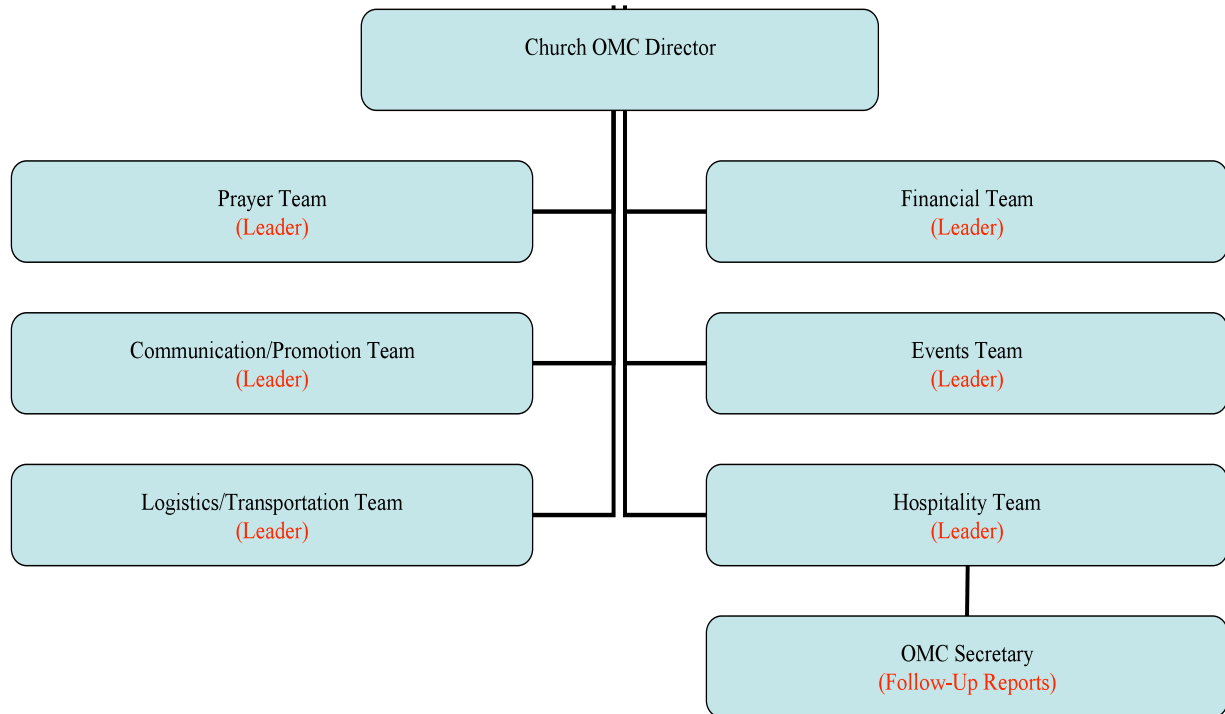 Church OMC Director
Prayer Team
(Leader)
Financial Team
(Leader)
Communication/Promotion Team
(Leader)
Events Team
(Leader)
Logistics/Transportation Team
(Leader)
Hospitality Team
(Leader)
OMC Secretary
(Follow-Up Reports)